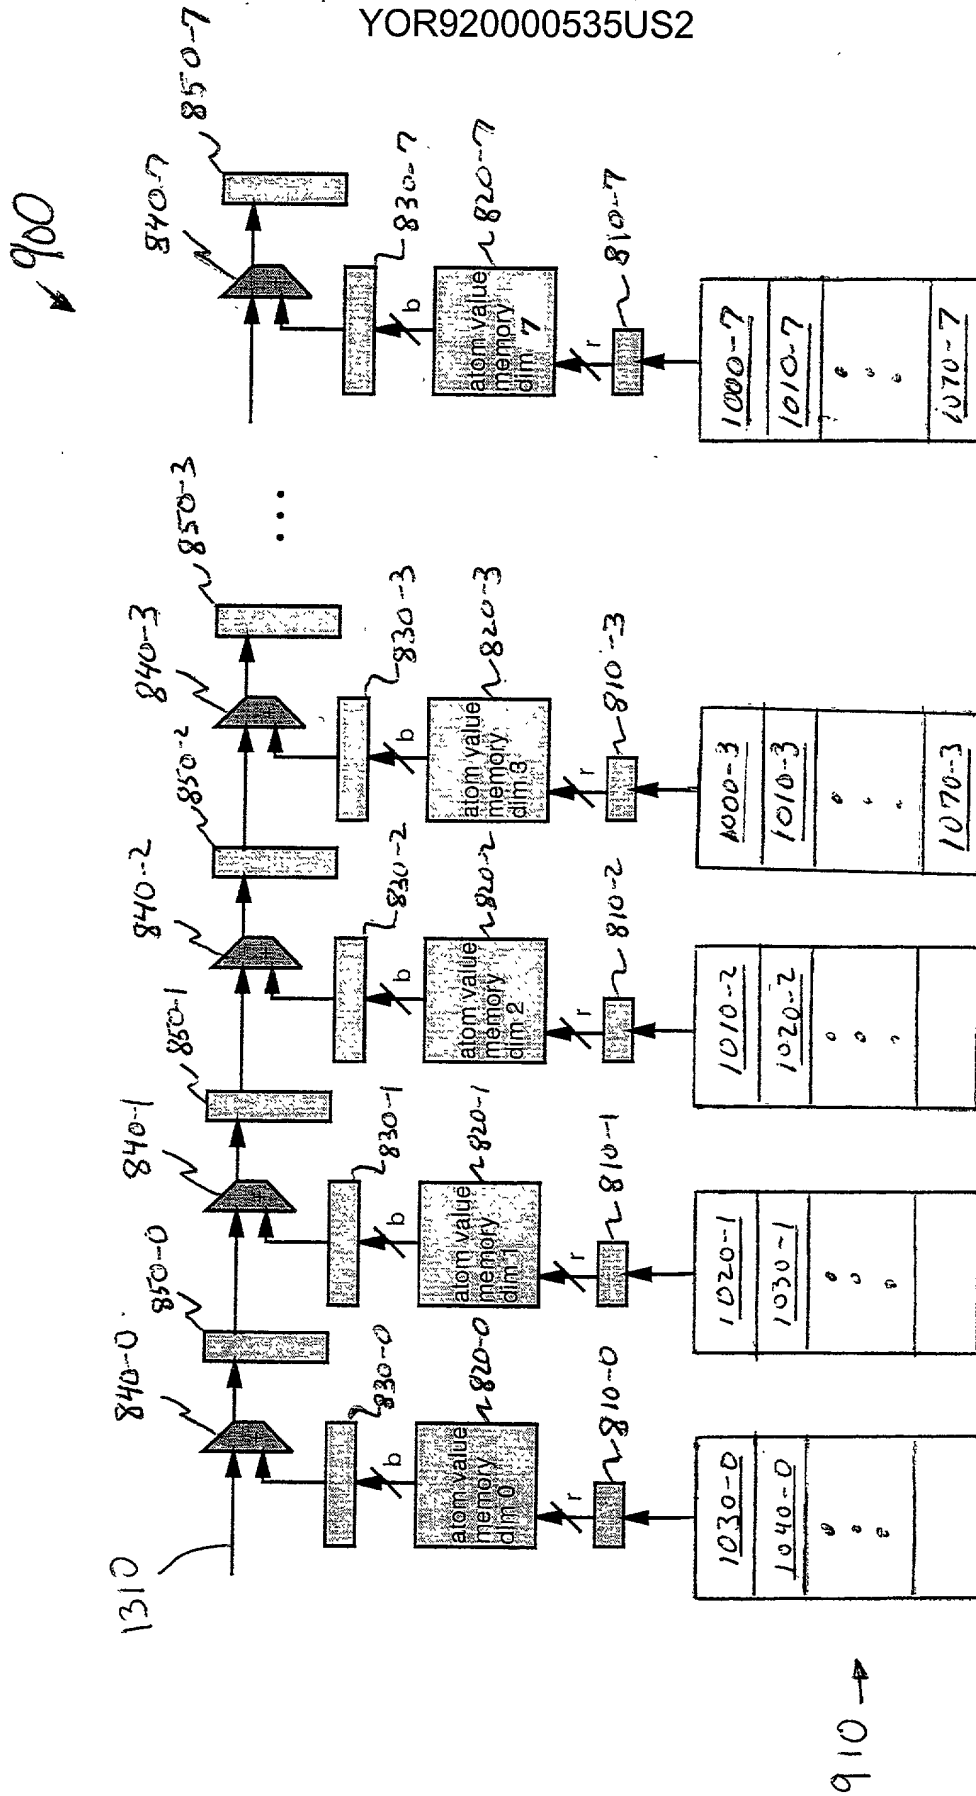 YOR920000535US2
900
1310
840-0
850-0
840-1
850-1
840-2
850-2
840-3
850-3
...
840-7
850-7
830-0
830-1
830-2
830-3
830-7
b
b
b
b
b
atom value
memory
dim 0
820-0
atom value
memory
dim 1
820-1
atom value
memory
dim 2
820-2
atom value
memory
dim 3
820-3
atom value
memory
dim 7
820-7
r
r
r
r
r
810-0
810-1
810-2
810-3
810-7
910
1030-0
1040-0
1020-1
1030-1
1010-2
1020-2
1000-3
1010-3
1070-3
1000-7
1010-7
1070-7